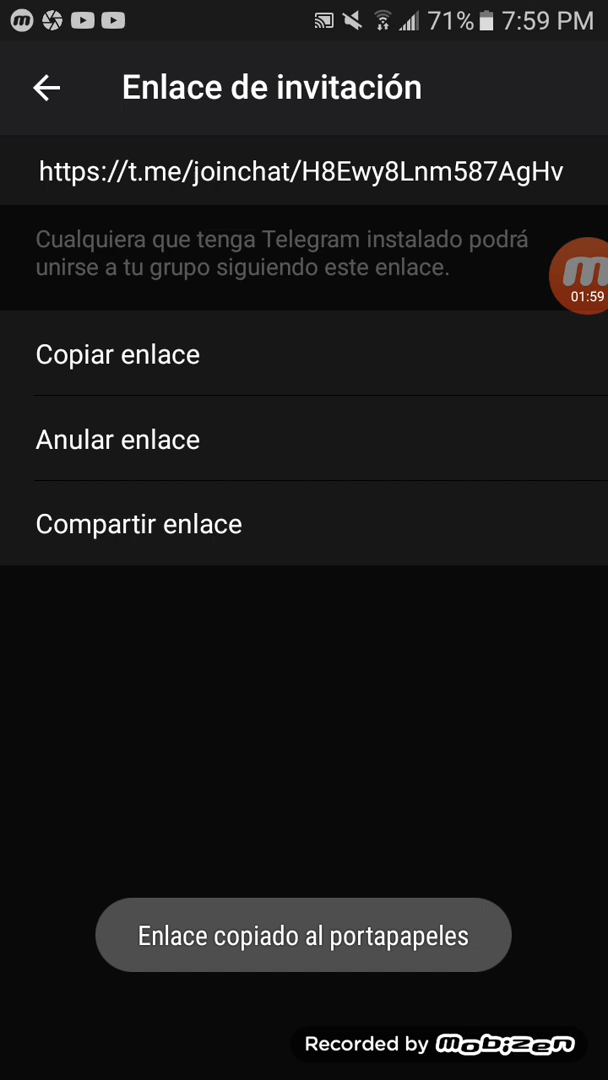 71% 7:59 PM
Enlace de invitación
https://t.me/joinchat/H8Ewy8Lnm587AgHv
Cualquiera que tenga Telegram instalado podrá
unirse a tu grupo siguiendo este enlace.
m
01:59
Copiar enlace
Anular enlace
Compartir enlace
Enlace copiado al portapapeles
Recorded by mobizen